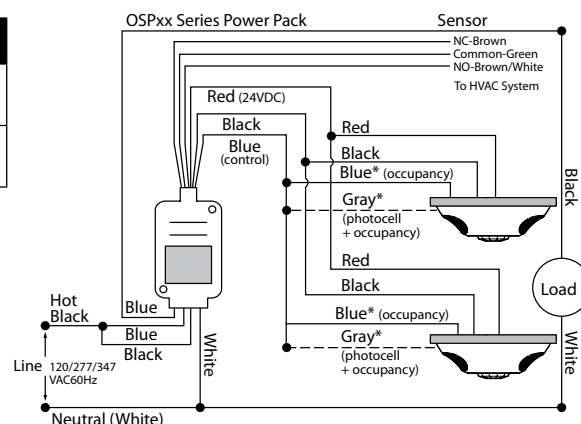 OSPxx Series Power Pack
Sensor
NC-Brown
Common-Green
NO-Brown/White
To HVAC System
Red (24VDC)
Black
Blue
(control)
Red
Black
Blue* (occupancy)
Gray*
(photocell
+ occupancy)
Black
Red
Black
Blue* (occupancy)
Gray*
(photocell
+ occupancy)
Load
White
Hot
Black
Blue
Blue
Black
White
Line 120/277/347
VAC60Hz
Neutral (White)